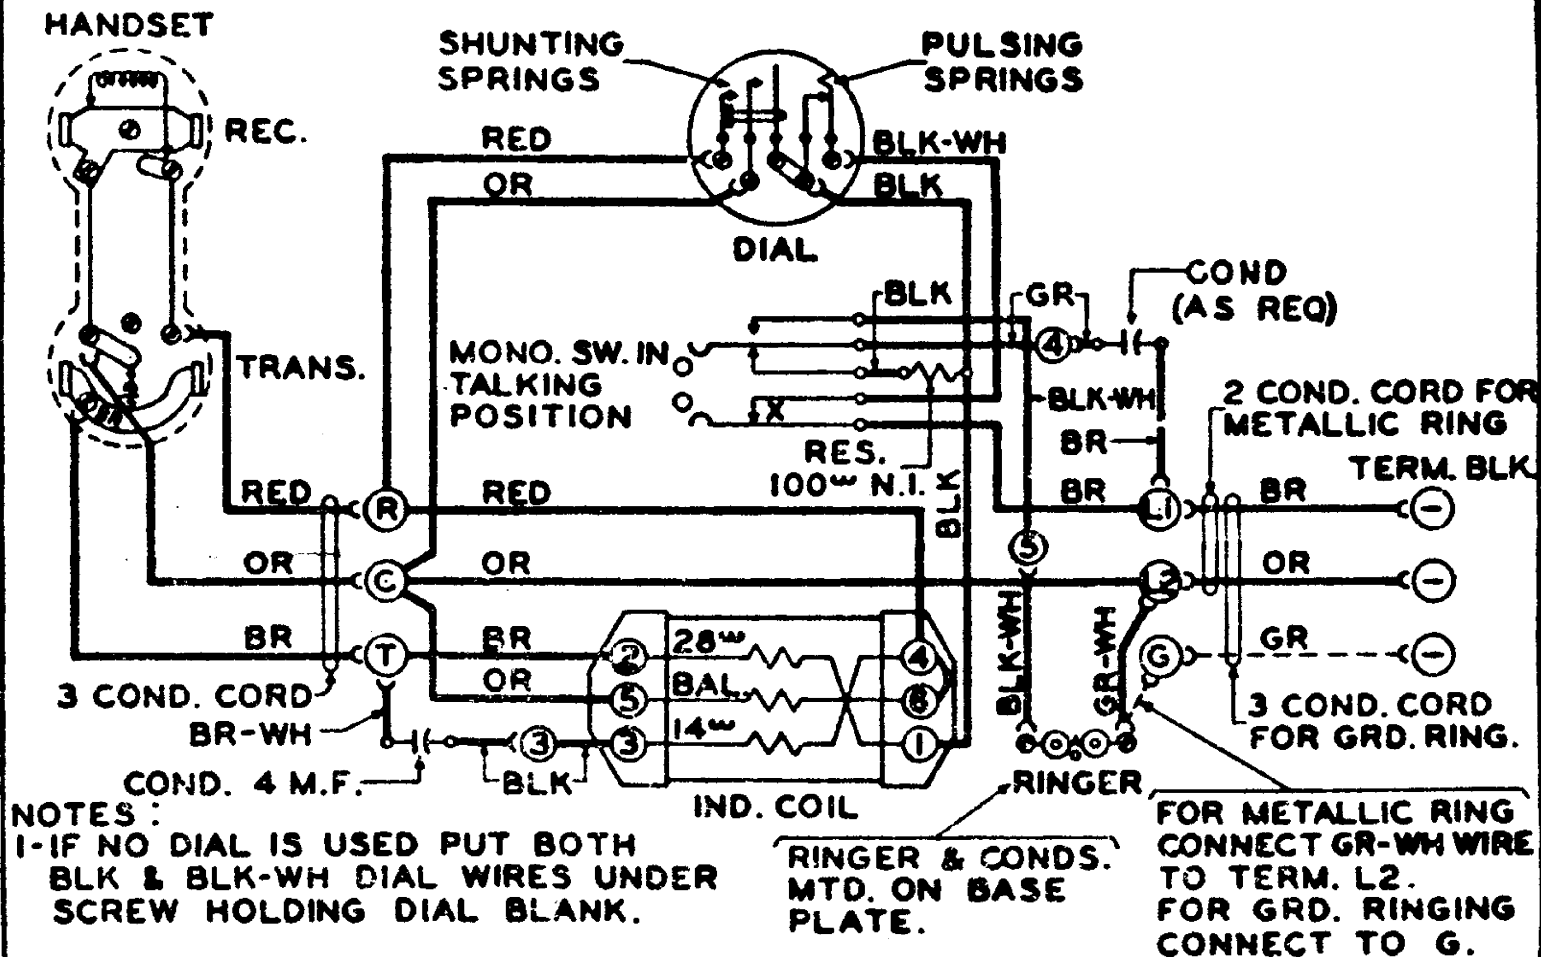 HANDSET
SHUNTING
SPRINGS
PULSING
SPRINGS
REC.
RED
BLK-WH
OR
BLK
DIAL
BLK
GR
COND
(AS REQ)
4
MONO. SW. IN
TALKING
POSITION
TRANS.
X
BLK-WH
2 COND. CORD FOR
METALLIC RING
BR
RES.
100ω N.I.
BLK
TERM. BLK.
RED
R
RED
BR
L1
BR
5
OR
C
OR
L2
OR
BLK-WH
GR-WH
BR
T
BR
2
28ω
4
G
GR
OR
5
BAL.
6
3 COND. CORD
BR-WH
3
3
14ω
1
3 COND. CORD
FOR GRD. RING.
COND. 4 M.F.
BLK
IND. COIL
RINGER
NOTES:
1-IF NO DIAL IS USED PUT BOTH
BLK & BLK-WH DIAL WIRES UNDER
SCREW HOLDING DIAL BLANK.
RINGER & CONDS.
MTD. ON BASE
PLATE.
FOR METALLIC RING
CONNECT GR-WH WIRE
TO TERM. L2.
FOR GRD. RINGING
CONNECT TO G.